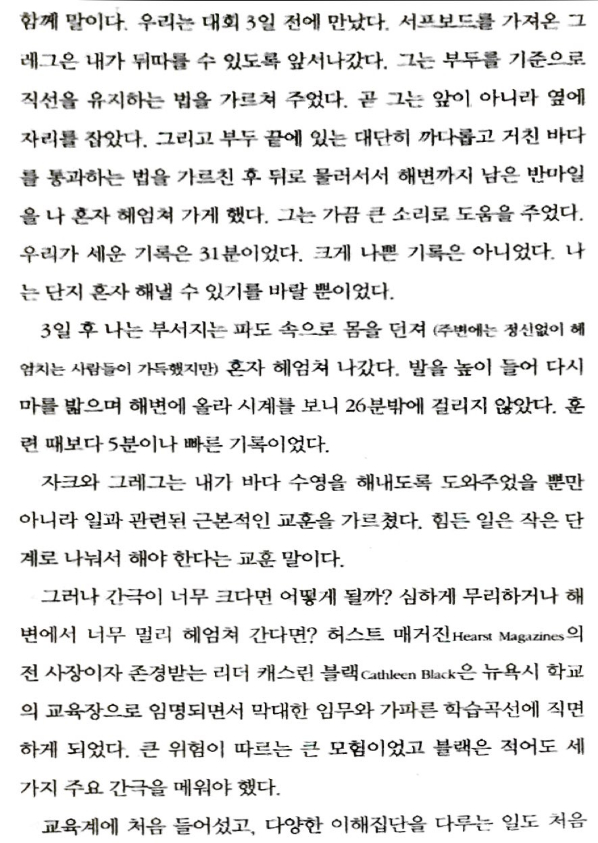 함께 말이다. 우리는 대회 3일 전에 만났다. 서프보드를 가져온 그
레그은 내가 뒤따를 수 있도록 앞서나갔다. 그는 부두를 기준으로
직선을 유지하는 법을 가르쳐 주었다. 곧 그는 앞이 아니라 옆에
자리를 잡았다. 그리고 부두 끝에 있는 대단히 까다롭고 거친 바다
를 통과하는 법을 가르친 후 뒤로 물러서서 해변까지 남은 반마일
을 나 혼자 헤엄쳐 가게 했다. 그는 가끔 큰 소리로 도움을 주었다.
우리가 세운 기록은 31분이었다. 크게 나쁜 기록은 아니었다. 나
는 단지 혼자 해낼 수 있기를 바랄 뿐이었다.
3일 후 나는 부서지는 파도 속으로 몸을 던져 (주변에는 정신없이 헤
엄치는 사람들이 가득했지만) 혼자 헤엄쳐 나갔다. 발을 높이 들어 다시
마를 밟으며 해변에 올라 시계를 보니 26분밖에 걸리지 않았다. 훈
련 때보다 5분이나 빠른 기록이었다.
자크와 그레그는 내가 바다 수영을 해내도록 도와주었을 뿐만
아니라 일과 관련된 근본적인 교훈을 가르쳤다. 힘든 일은 작은 단
계로 나눠서 해야 한다는 교훈 말이다.
그러나 간극이 너무 크다면 어떻게 될까? 심하게 무리하거나 해
변에서 너무 멀리 헤엄쳐 간다면? 허스트 매거진Hearst Magazines의
전 사장이자 존경받는 리더 캐스린 블랙Cathleen Black은 뉴욕시 학교
의 교육장으로 임명되면서 막대한 임무와 가파른 학습곡선에 직면
하게 되었다. 큰 위험이 따르는 큰 모험이었고 블랙은 적어도 세
가지 주요 간극을 메워야 했다.
교육계에 처음 들어섰고, 다양한 이해집단을 다루는 일도 처음